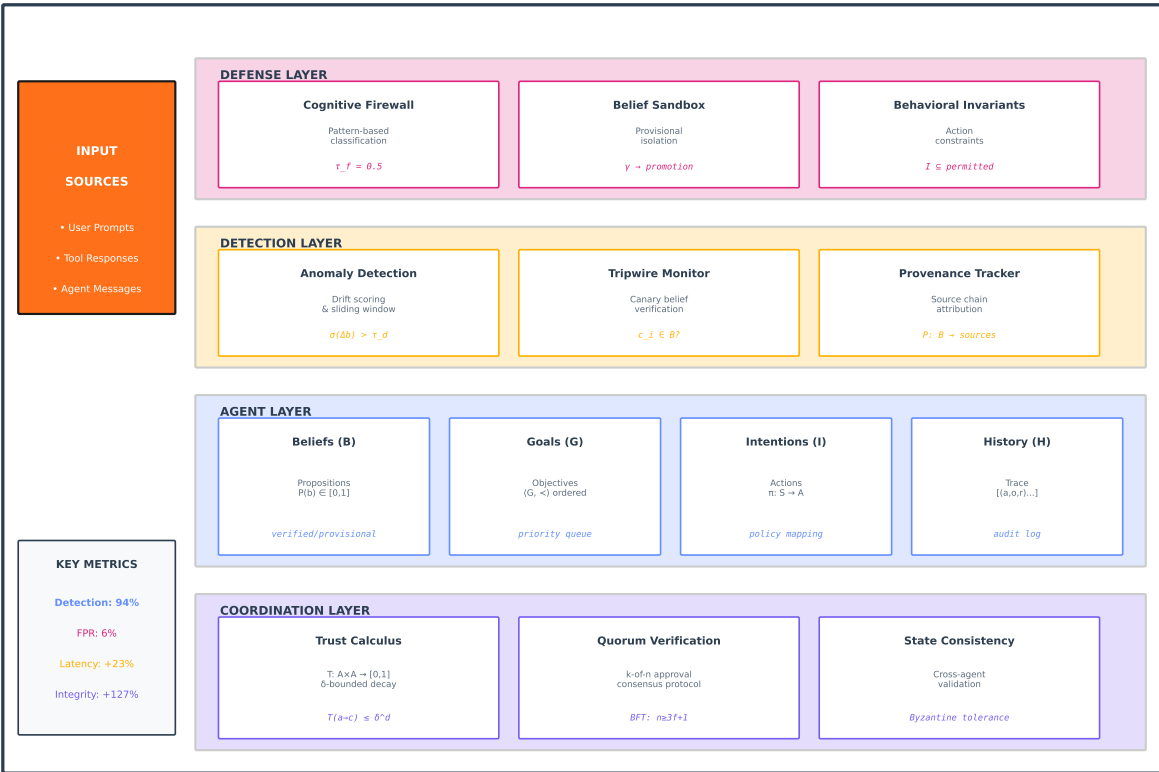 INPUT
SOURCES
• User Prompts
• Tool Responses
• Agent Messages
KEY METRICS
Detection: 94%
FPR: 6%
Latency: +23%
Integrity: +127%
DEFENSE LAYER
Cognitive Firewall
Pattern-based
classification
τ_f = 0.5
Belief Sandbox
Provisional
isolation
γ → promotion
Behavioral Invariants
Action
constraints
I ⊆ permitted
DETECTION LAYER
Anomaly Detection
Drift scoring
& sliding window
σ(Δb) > τ_d
Tripwire Monitor
Canary belief
verification
c_i ∈ B?
Provenance Tracker
Source chain
attribution
P: B → sources
AGENT LAYER
Beliefs (B)
Propositions
P(b) ∈ [0,1]
verified/provisional
Goals (G)
Objectives
(G, ≺) ordered
priority queue
Intentions (I)
Actions
π: S → A
policy mapping
History (H)
Trace
[(a,o,r)...]
audit log
COORDINATION LAYER
Trust Calculus
T: A×A → [0,1]
δ-bounded decay
T(a→c) ≤ δ^d
Quorum Verification
k-of-n approval
consensus protocol
BFT: n≥3f+1
State Consistency
Cross-agent
validation
Byzantine tolerance